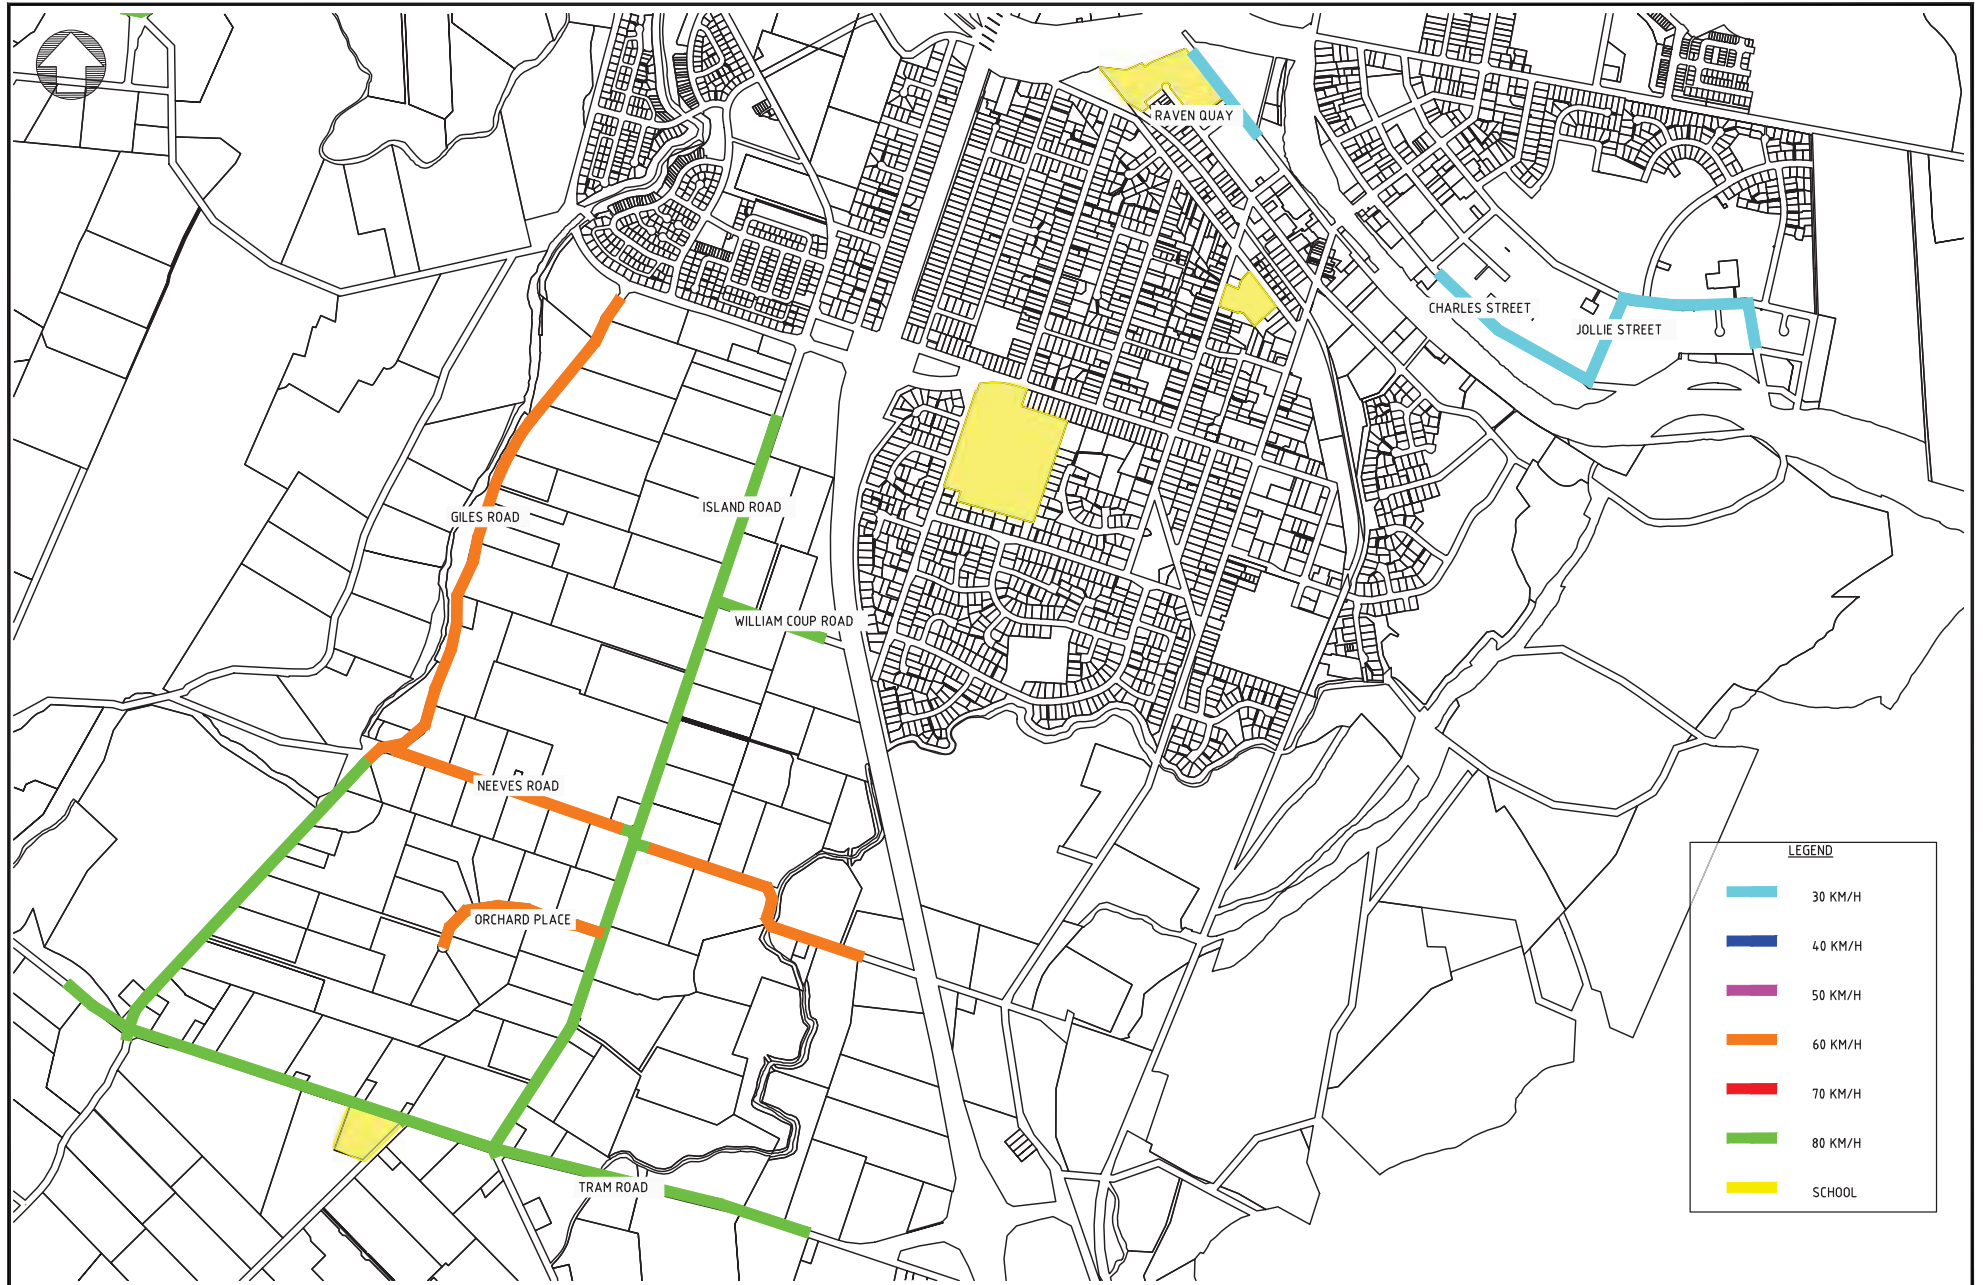 RAVEN QUAY
CHARLES STREET
JOLLIE STREET
ISLAND ROAD
GILES ROAD
WILLIAM COUP ROAD
NEEVES ROAD
ORCHARD PLACE
TRAM ROAD
LEGEND
30 KM/H
40 KM/H
50 KM/H
60 KM/H
70 KM/H
80 KM/H
SCHOOL